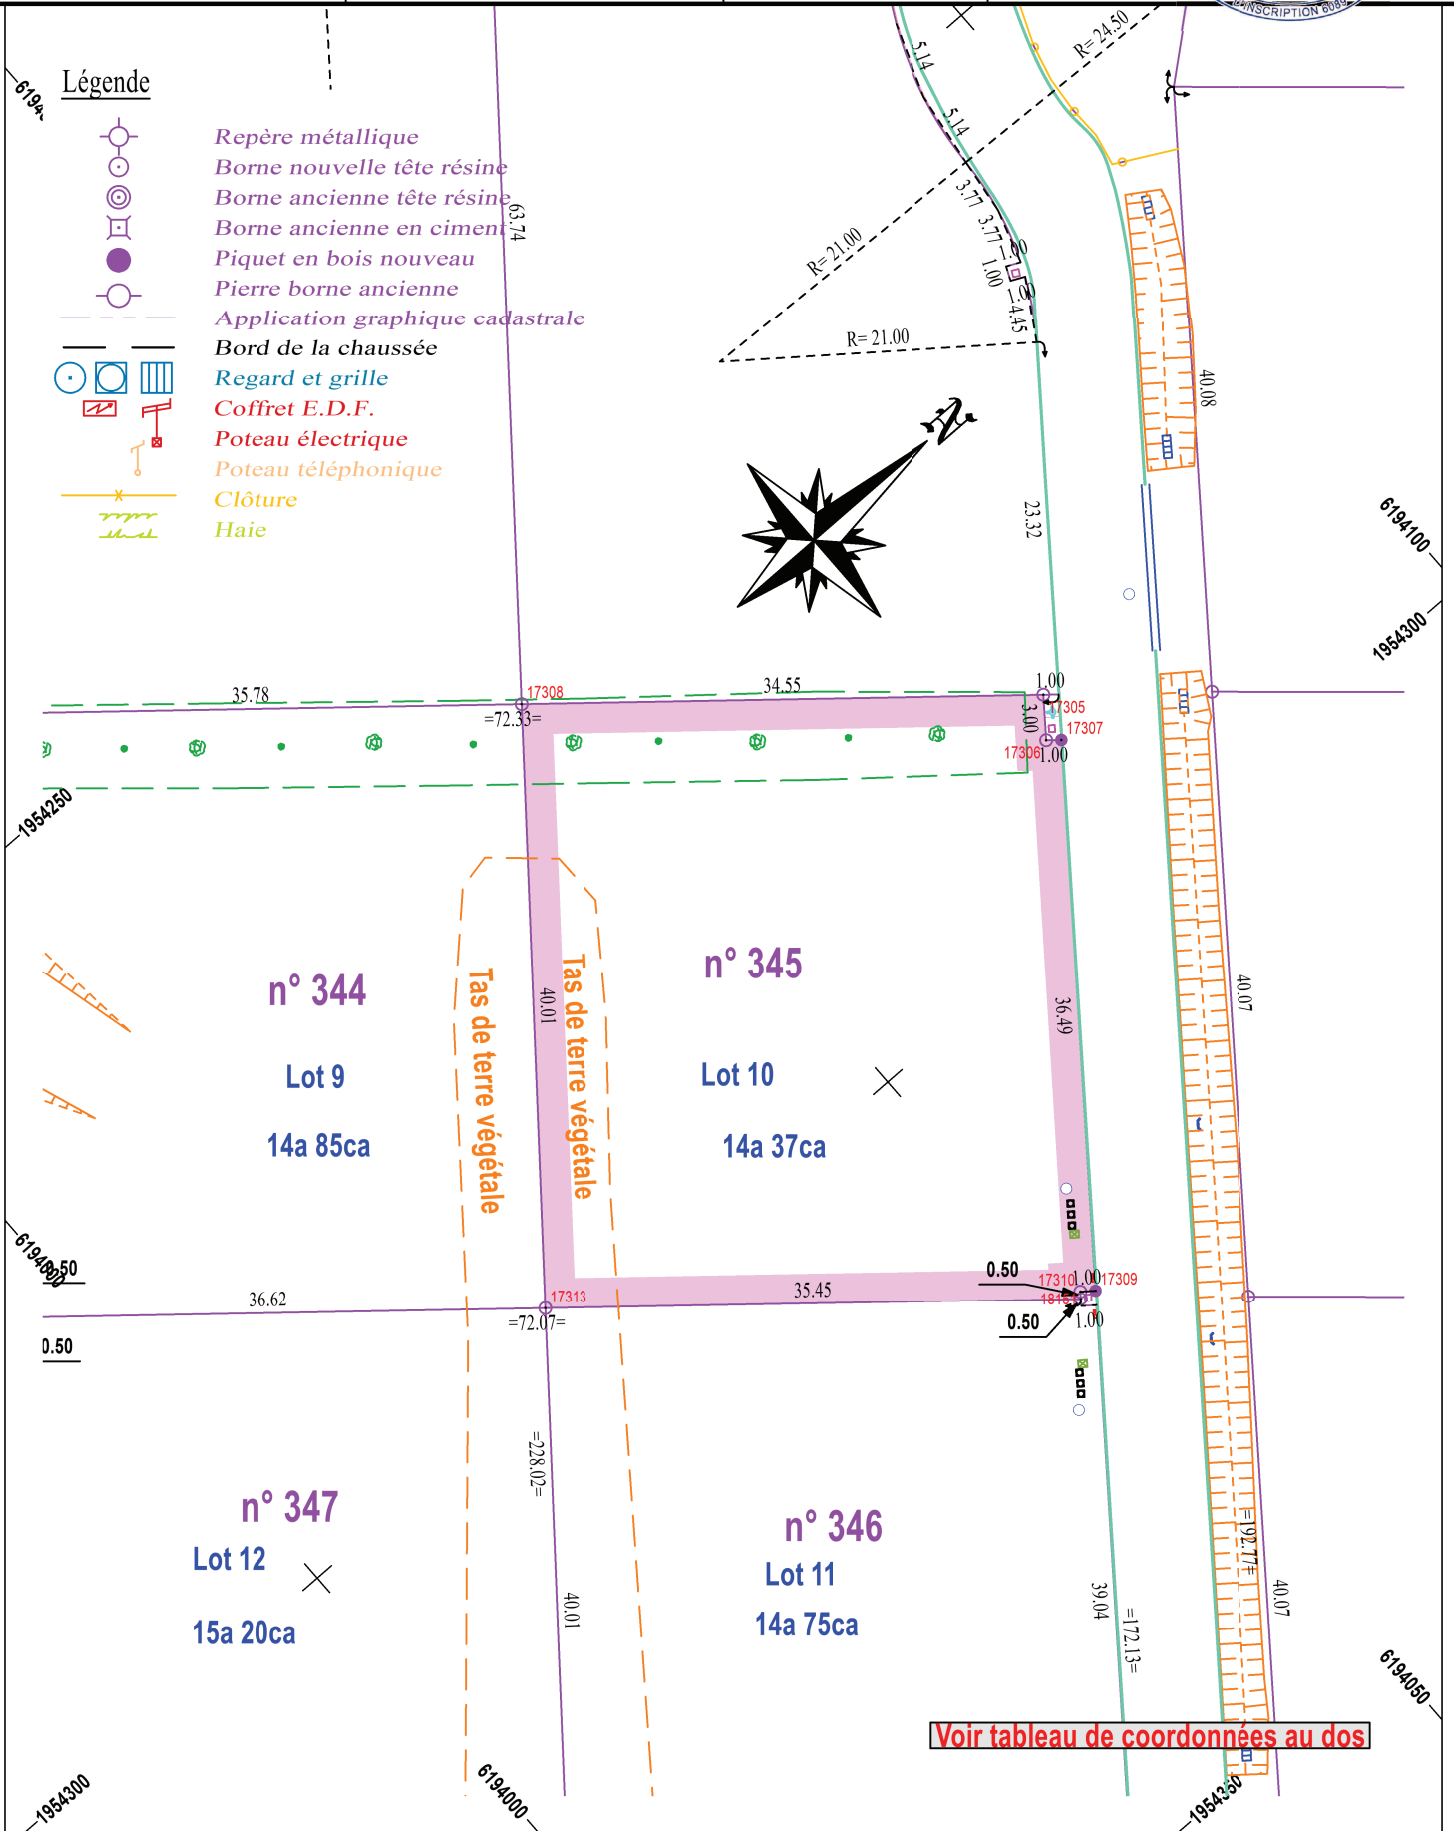 D'INSCRIPTION 6089
Légende
Repère métallique
Borne nouvelle tête résine
Borne ancienne tête résine
Borne ancienne en ciment
Piquet en bois nouveau
Pierre borne ancienne
Application graphique cadastrale
Bord de la chaussée
Regard et grille
Coffret E.D.F.
Poteau électrique
Poteau téléphonique
Clôture
Haie
63.74
5.14
5.14
3.77
3.77
1.00
1.00
1.00
4.45
R= 24.50
R= 21.00
R= 21.00
N
40.08
23.32
6194100
1954300
35.78
17308
=72.33=
34.55
1.00
17305
3.00
17307
17306
1.00
1954250
n° 344
Lot 9
14a 85ca
Tas de terre végétale
40.01
Tas de terre végétale
n° 345
Lot 10
14a 37ca
36.49
40.07
6194050
0.50
36.62
17313
=72.07=
35.45
0.50
17310
1.00
17309
0.50
1.00
0.50
n° 347
Lot 12
15a 20ca
=228.02=
40.01
n° 346
Lot 11
14a 75ca
39.04
=172.13=
=192.77=
40.07
Voir tableau de coordonnées au dos
1954300
6194000
1954350